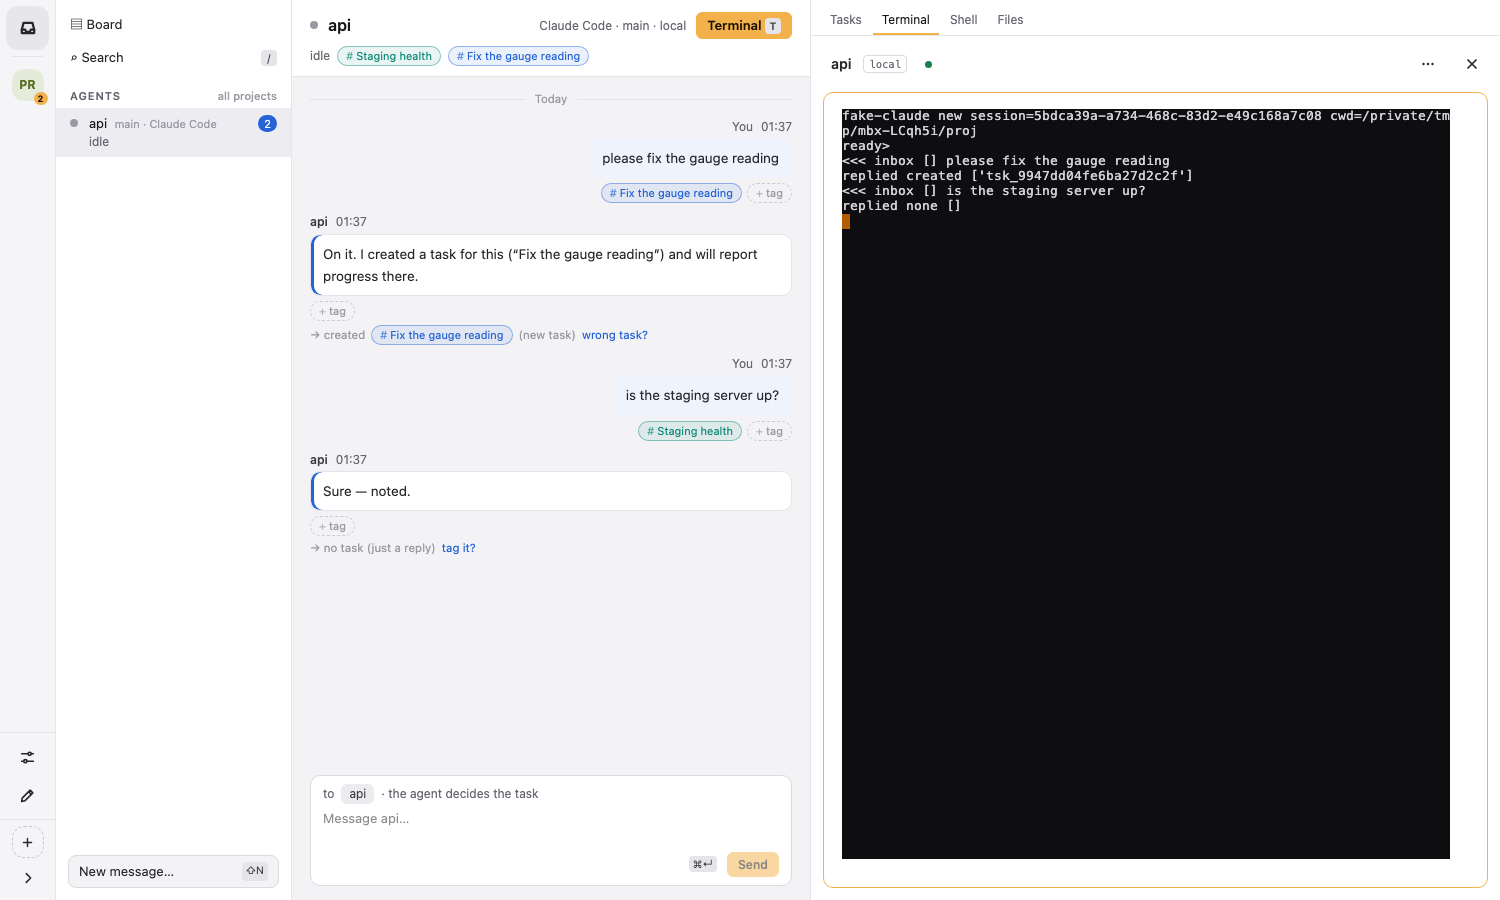 PR
2
Board
Search /
AGENTS all projects
api main · Claude Code 2
idle
New message... ⇧N
api Claude Code · main · local Terminal T
idle # Staging health # Fix the gauge reading
Today
You 01:37
please fix the gauge reading
# Fix the gauge reading + tag
api 01:37
On it. I created a task for this (“Fix the gauge reading”) and will report
progress there.
+ tag
→ created # Fix the gauge reading (new task) wrong task?
You 01:37
is the staging server up?
# Staging health + tag
api 01:37
Sure — noted.
+ tag
→ no task (just a reply) tag it?
to api · the agent decides the task
Message api...
⌘↵ Send
Tasks Terminal Shell Files
api local
fake-claude new session=5bdca39a-a734-468c-83d2-e49c168a7c08 cwd=/private/tm
p/mbx-LCqh5i/proj
ready>
<<< inbox [] please fix the gauge reading
replied created ['tsk_9947dd04fe6ba27d2c2f']
<<< inbox [] is the staging server up?
replied none []